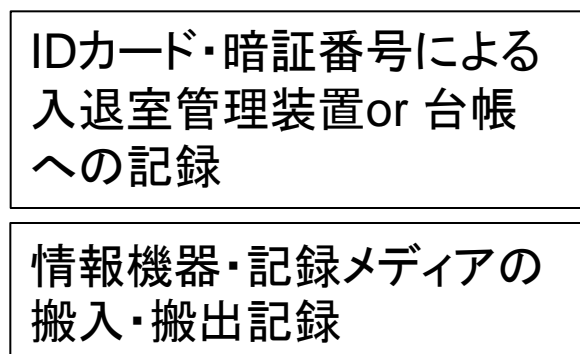 IDカード・暗証番号による
入退室管理装置or 台帳
への記録
情報機器・記録メディアの
搬入・搬出記録